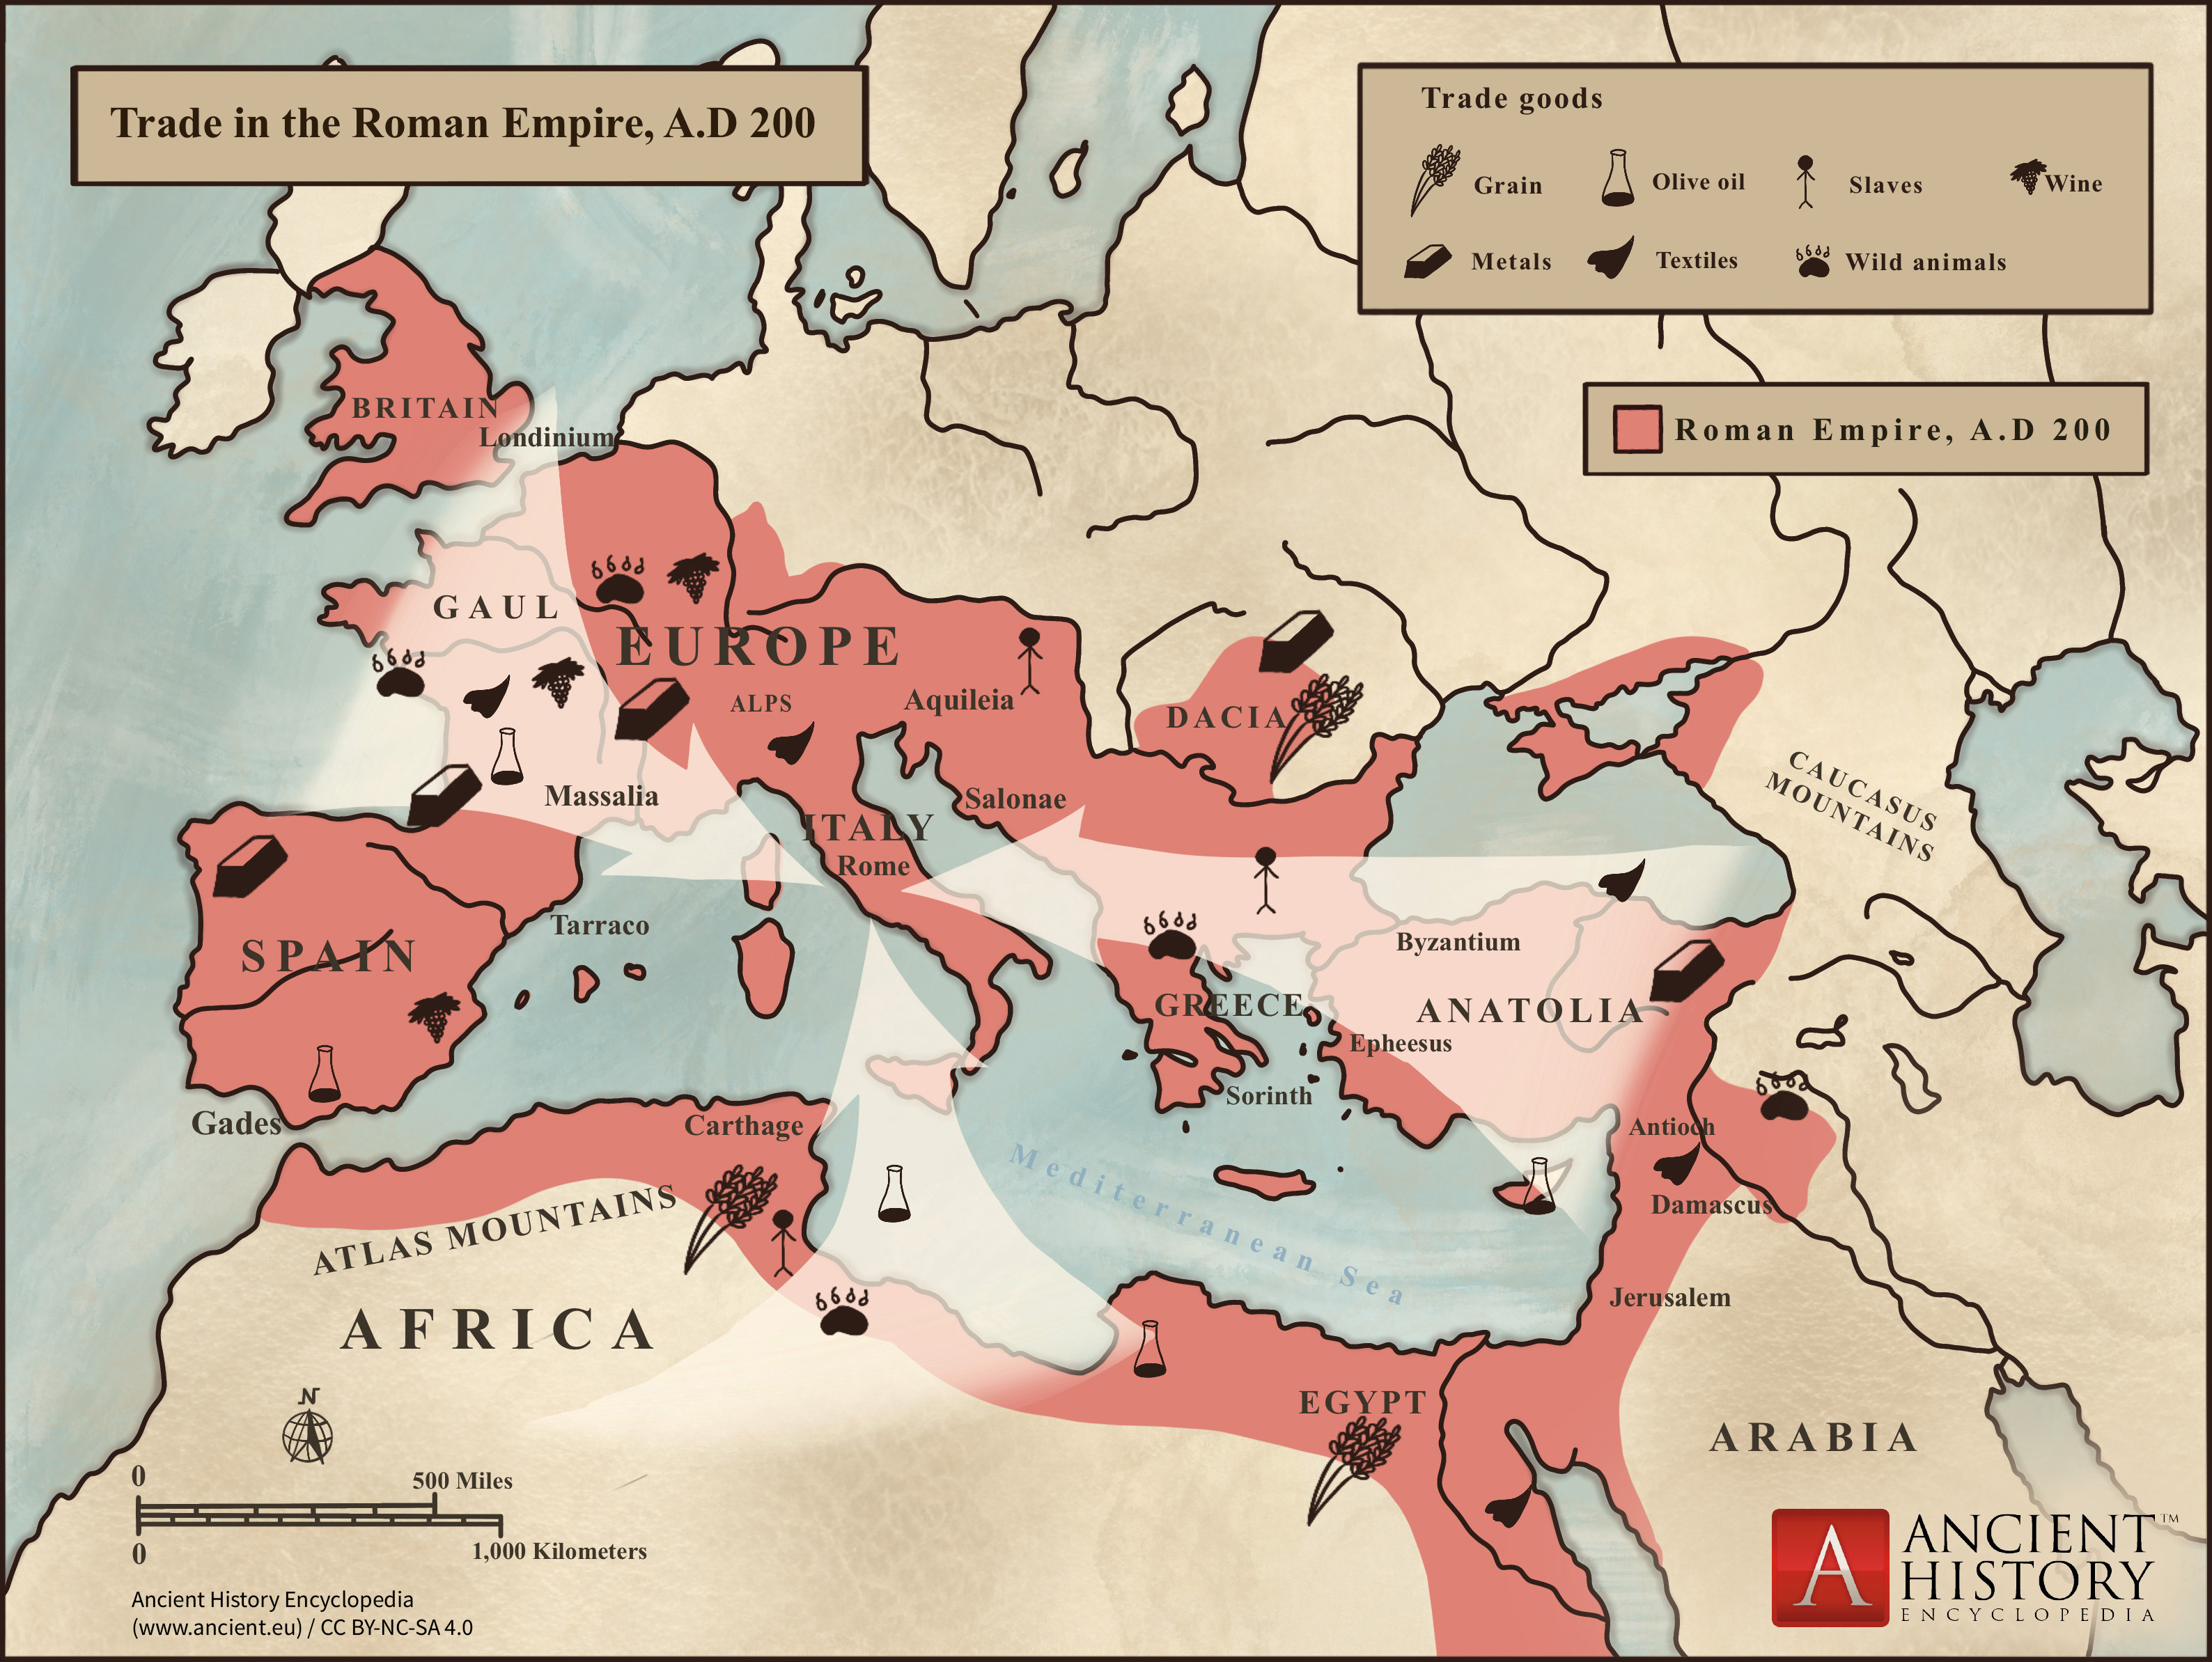 Trade in the Roman Empire, A.D 200
Trade goods
Grain
Olive oil
Slaves
Wine
Metals
Textiles
Wild animals
Roman Empire, A.D 200
BRITAIN
Londinium
GAUL
EUROPE
ALPS
Aquileia
DACIA
CAUCASUS
MOUNTAINS
Massalia
Salonae
ITALY
Rome
Tarraco
SPAIN
Byzantium
GREECE
ANATOLIA
Epheesus
Sorinth
Gades
Carthage
Antioch
Mediterranean Sea
Damascus
ATLAS MOUNTAINS
Jerusalem
AFRICA
EGYPT
ARABIA
N
0
500 Miles
0
1,000 Kilometers
Ancient History Encyclopedia
(www.ancient.eu) / CC BY-NC-SA 4.0
A
ANCIENT™
HISTORY
ENCYCLOPEDIA